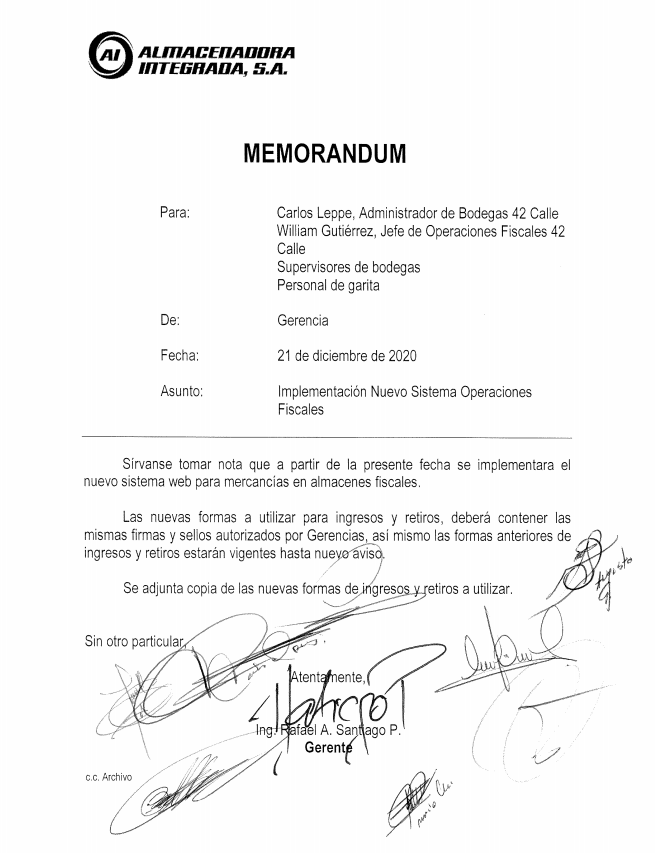 AI ALMACENADORA
INTEGRADA, S.A.
MEMORANDUM
Para: Carlos Leppe, Administrador de Bodegas 42 Calle
William Gutiérrez, Jefe de Operaciones Fiscales 42
Calle
Supervisores de bodegas
Personal de garita
De: Gerencia
Fecha: 21 de diciembre de 2020
Asunto: Implementación Nuevo Sistema Operaciones
Fiscales
Sírvanse tomar nota que a partir de la presente fecha se implementara el
nuevo sistema web para mercancías en almacenes fiscales.
Las nuevas formas a utilizar para ingresos y retiros, deberá contener las
mismas firmas y sellos autorizados por Gerencias, así mismo las formas anteriores de
ingresos y retiros estarán vigentes hasta nuevo aviso.
Se adjunta copia de las nuevas formas de ingresos y retiros a utilizar.
Sin otro particular,
Atentamente,
Ing. Rafael A. Santiago P.
Gerente
c.c. Archivo